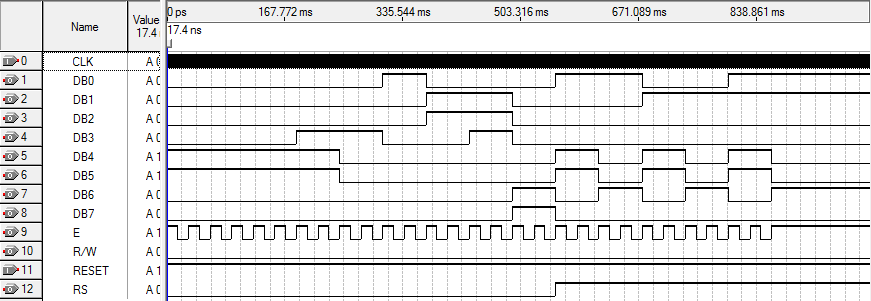 Name
Value
17.4
0 ps
167.772 ms
335.544 ms
503.316 ms
671.089 ms
838.861 ms
17.4 ns
0 CLK A 0
1 DB0 A 0
2 DB1 A 0
3 DB2 A 0
4 DB3 A 0
5 DB4 A 1
6 DB5 A 1
7 DB6 A 0
8 DB7 A 0
9 E A 1
10 R/W A 0
11 RESET A 1
12 RS A 0